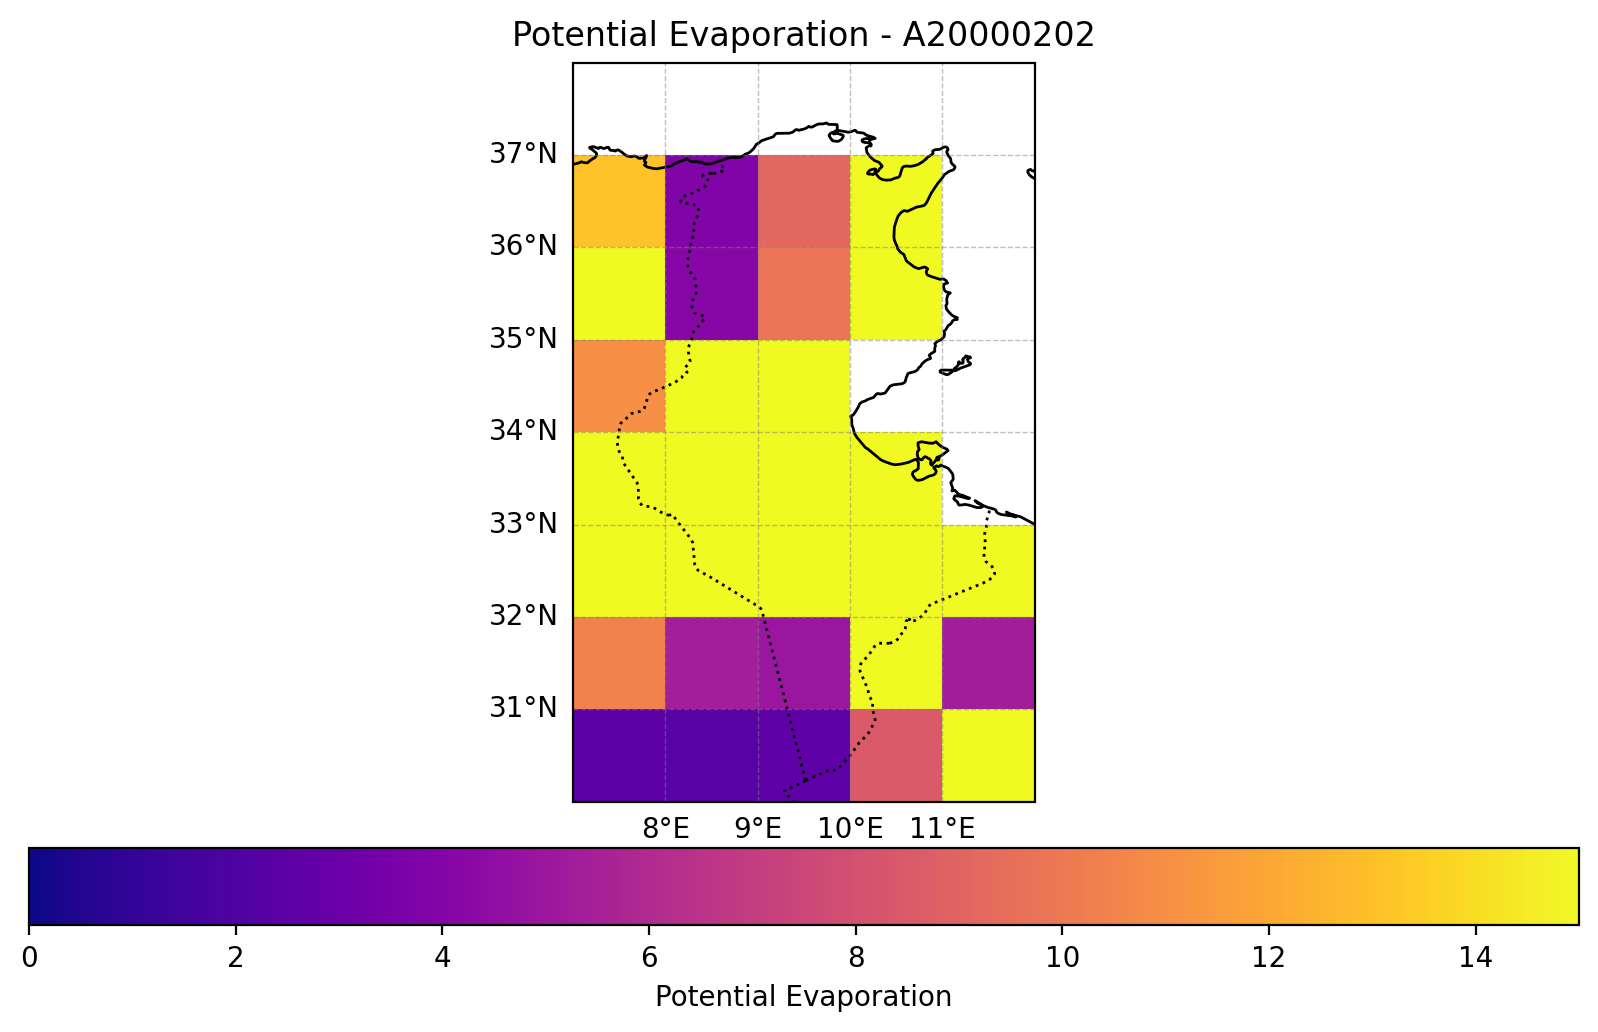 Potential Evaporation - A20000202
37°N
36°N
35°N
34°N
33°N
32°N
31°N
8°E 9°E 10°E 11°E
0 2 4 6 8 10 12 14
Potential Evaporation